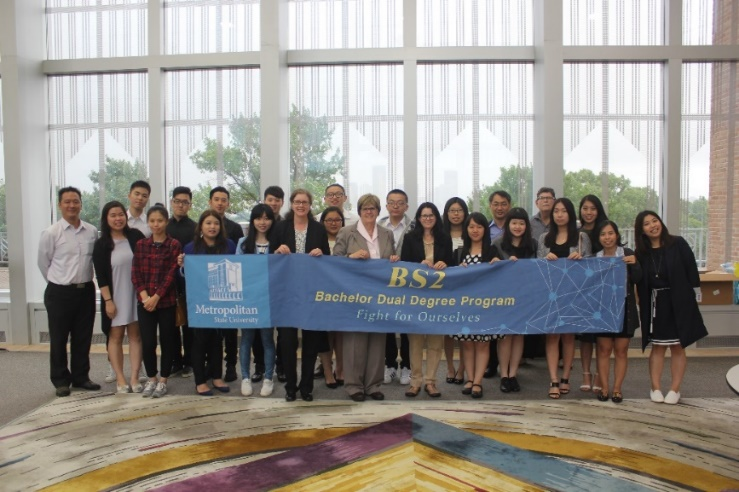 Metropolitan
State University
BS2
Bachelor Dual Degree Program
Fight for Ourselves